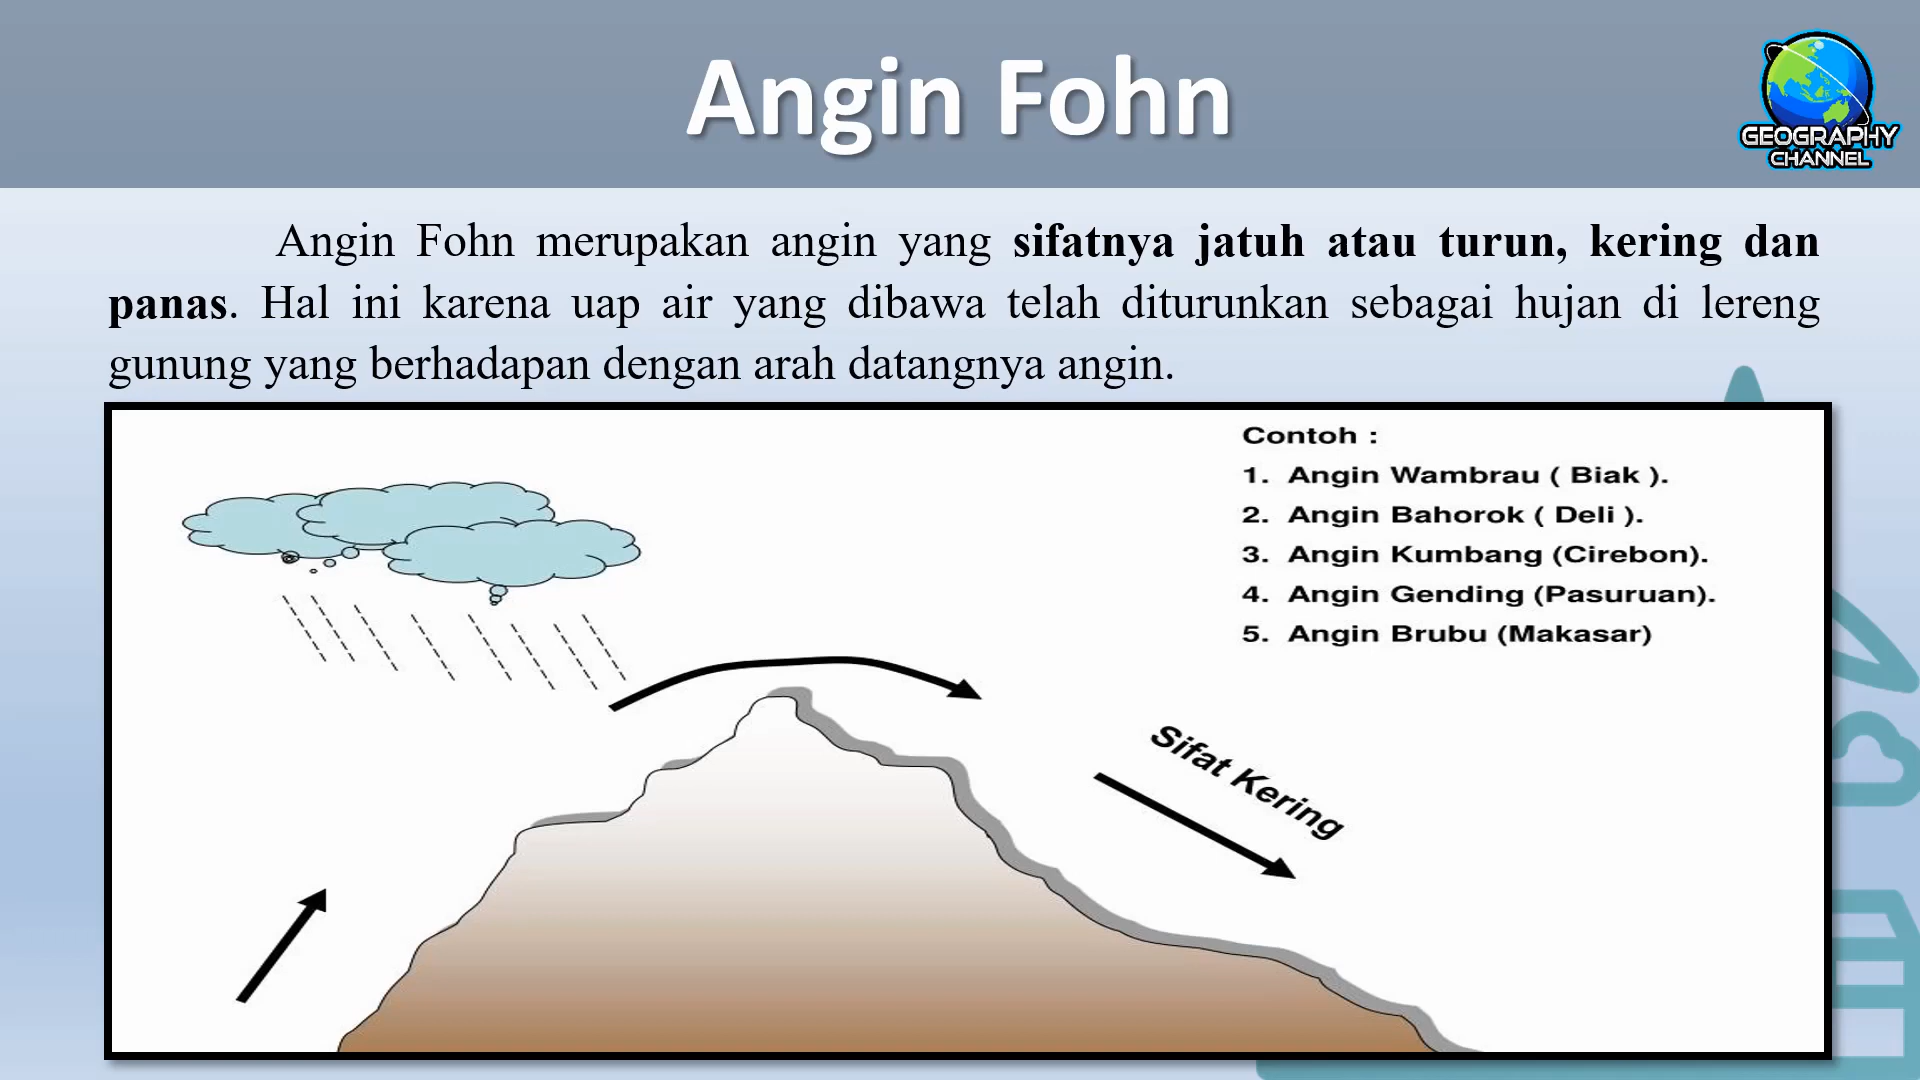 Angin Fohn
GEOGRAPHY
CHANNEL
Angin Fohn merupakan angin yang sifatnya jatuh atau turun, kering dan
panas. Hal ini karena uap air yang dibawa telah diturunkan sebagai hujan di lereng
gunung yang berhadapan dengan arah datangnya angin.
Contoh :
1. Angin Wambrau ( Biak ).
2. Angin Bahorok ( Deli ).
3. Angin Kumbang (Cirebon).
4. Angin Gending (Pasuruan).
5. Angin Brubu (Makasar)
Sifat Kering